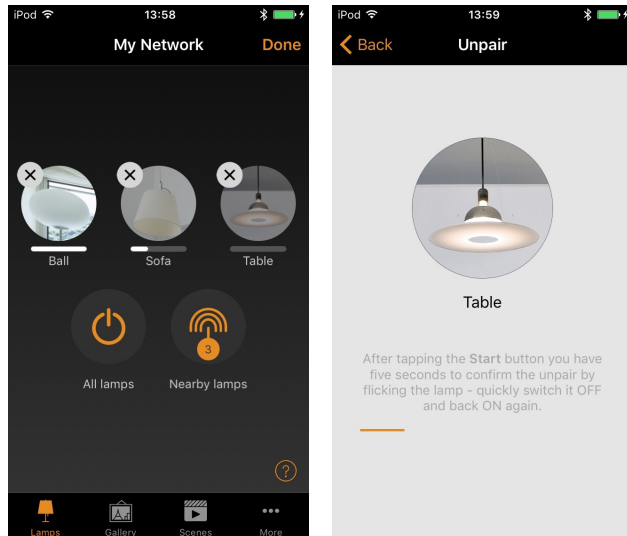 iPod 13:58
My Network Done
Ball Sofa Table
3
All lamps Nearby lamps
?
Lamps Gallery Scenes More
iPod 13:59
Back Unpair
Table
After tapping the Start button you have
five seconds to confirm the unpair by
flicking the lamp - quickly switch it OFF
and back ON again.